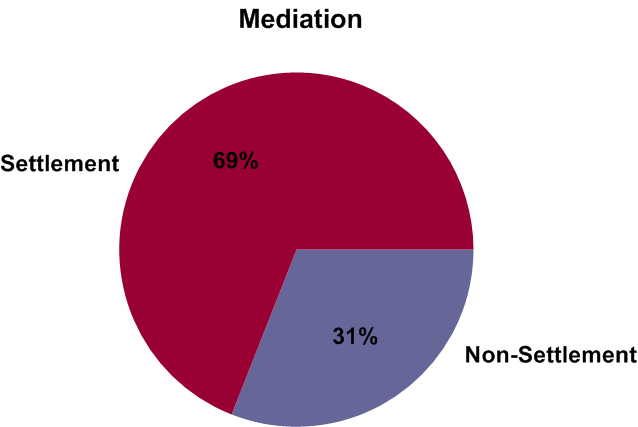 Mediation
Settlement
69%
31%
Non-Settlement